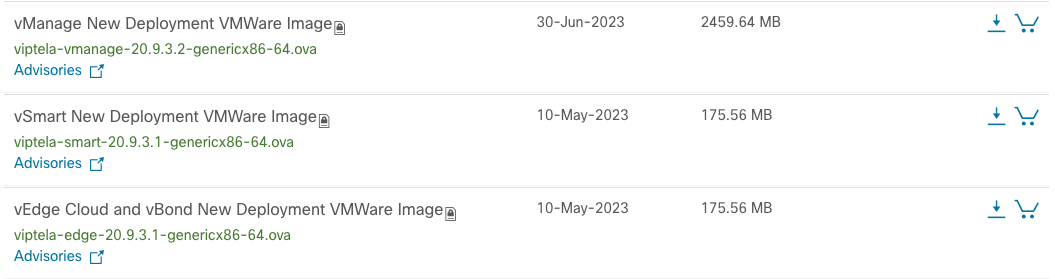 vManage New Deployment VMWare Image 30-Jun-2023 2459.64 MB
viptela-vmanage-20.9.3.2-genericx86-64.ova
Advisories
vSmart New Deployment VMWare Image 10-May-2023 175.56 MB
viptela-smart-20.9.3.1-genericx86-64.ova
Advisories
vEdge Cloud and vBond New Deployment VMWare Image 10-May-2023 175.56 MB
viptela-edge-20.9.3.1-genericx86-64.ova
Advisories